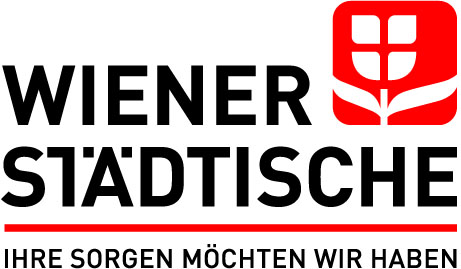 WIENER
STÄDTISCHE
IHRE SORGEN MÖCHTEN WIR HABEN